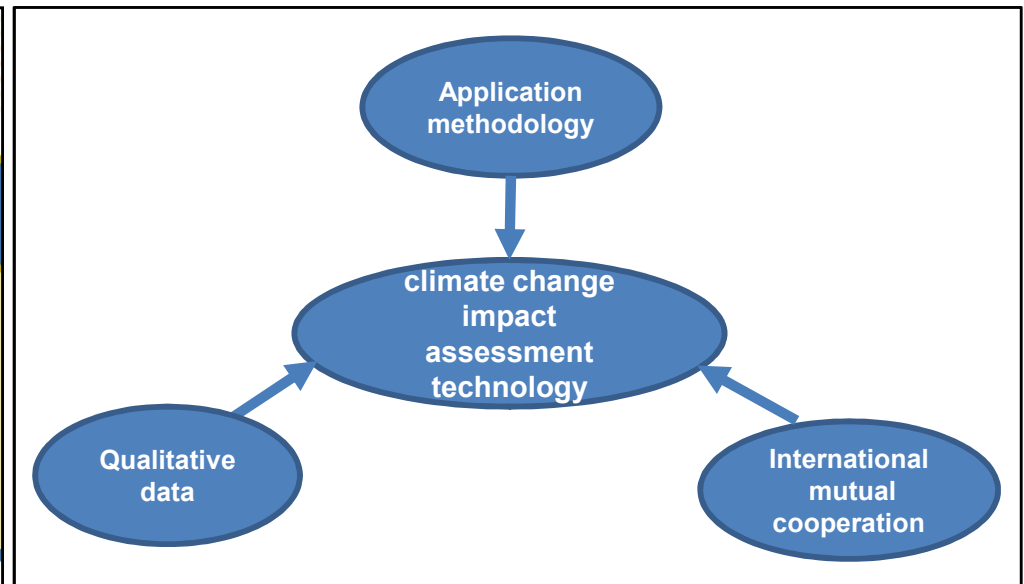 Application
methodology
climate change
impact
assessment
technology
Qualitative
data
International
mutual
cooperation